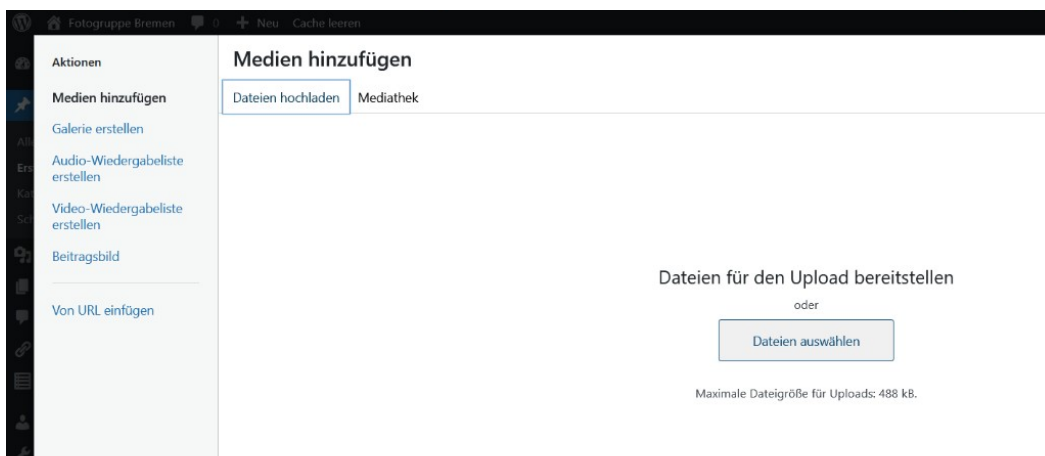 Fotogruppe Bremen 0 Neu Cache leeren
Aktionen
Medien hinzufügen
Galerie erstellen
Audio-Wiedergabeliste
erstellen
Video-Wiedergabeliste
erstellen
Beitragsbild
Von URL einfügen
Medien hinzufügen
Dateien hochladen Mediathek
Dateien für den Upload bereitstellen
oder
Dateien auswählen
Maximale Dateigröße für Uploads: 488 kB.